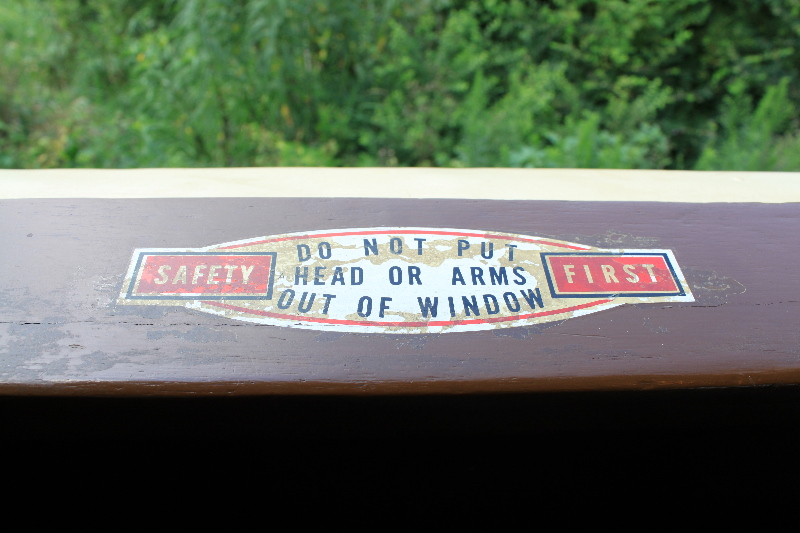 DO NOT PUT
SAFETY HEAD OR ARMS FIRST
OUT OF WINDOW